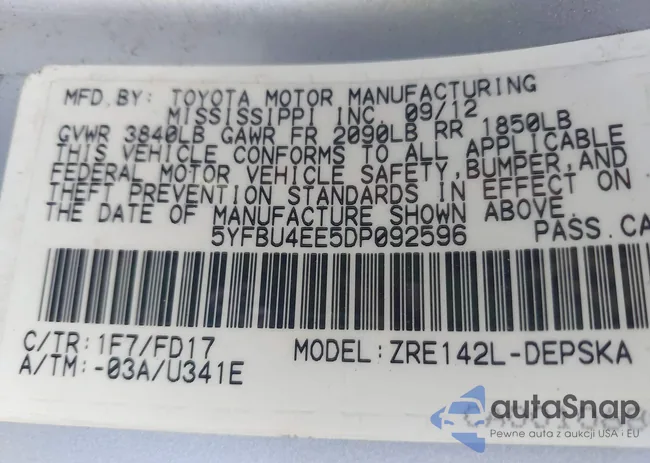 MFD.BY: TOYOTA MOTOR MANUFACTURING
MISSISSIPPI INC. 09/12
GVWR 3840LB GAWR FR 2090LB RR 1850LB
THIS VEHICLE CONFORMS TO ALL APPLICABLE
FEDERAL MOTOR VEHICLE SAFETY, BUMPER, AND
THEFT PREVENTION STANDARDS IN EFFECT ON
THE DATE OF MANUFACTURE SHOWN ABOVE.
5YFBU4EE5DP092596 PASS.CA
C/TR:1F7/FD17 MODEL:ZRE142L-DEPSKA
A/TM:-03A/U341E
autoSnap
Pewne auta z aukcji USA i EU